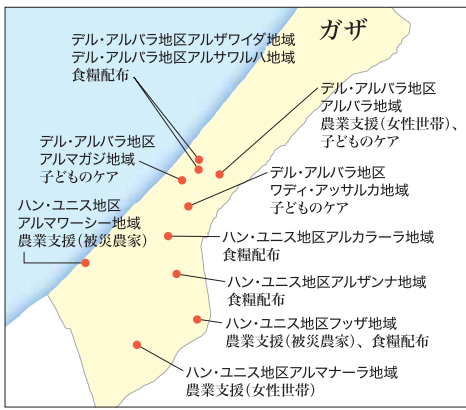 ガザ
デル・アルバラ地区アルザワイダ地域
デル・アルバラ地区アルサワルハ地域
食糧配布
デル・アルバラ地区
アルバラ地域
農業支援（女性世帯）、
子どものケア
デル・アルバラ地区
アルマガジ地域
子どものケア
デル・アルバラ地区
ワディ・アッサルカ地域
子どものケア
ハン・ユニス地区
アルマワーシー地域
農業支援（被災農家）
ハン・ユニス地区アルカラーラ地域
食糧配布
ハン・ユニス地区アルザンナ地域
食糧配布
ハン・ユニス地区フッザ地域
農業支援（被災農家）、食糧配布
ハン・ユニス地区アルマナーラ地域
農業支援（女性世帯）